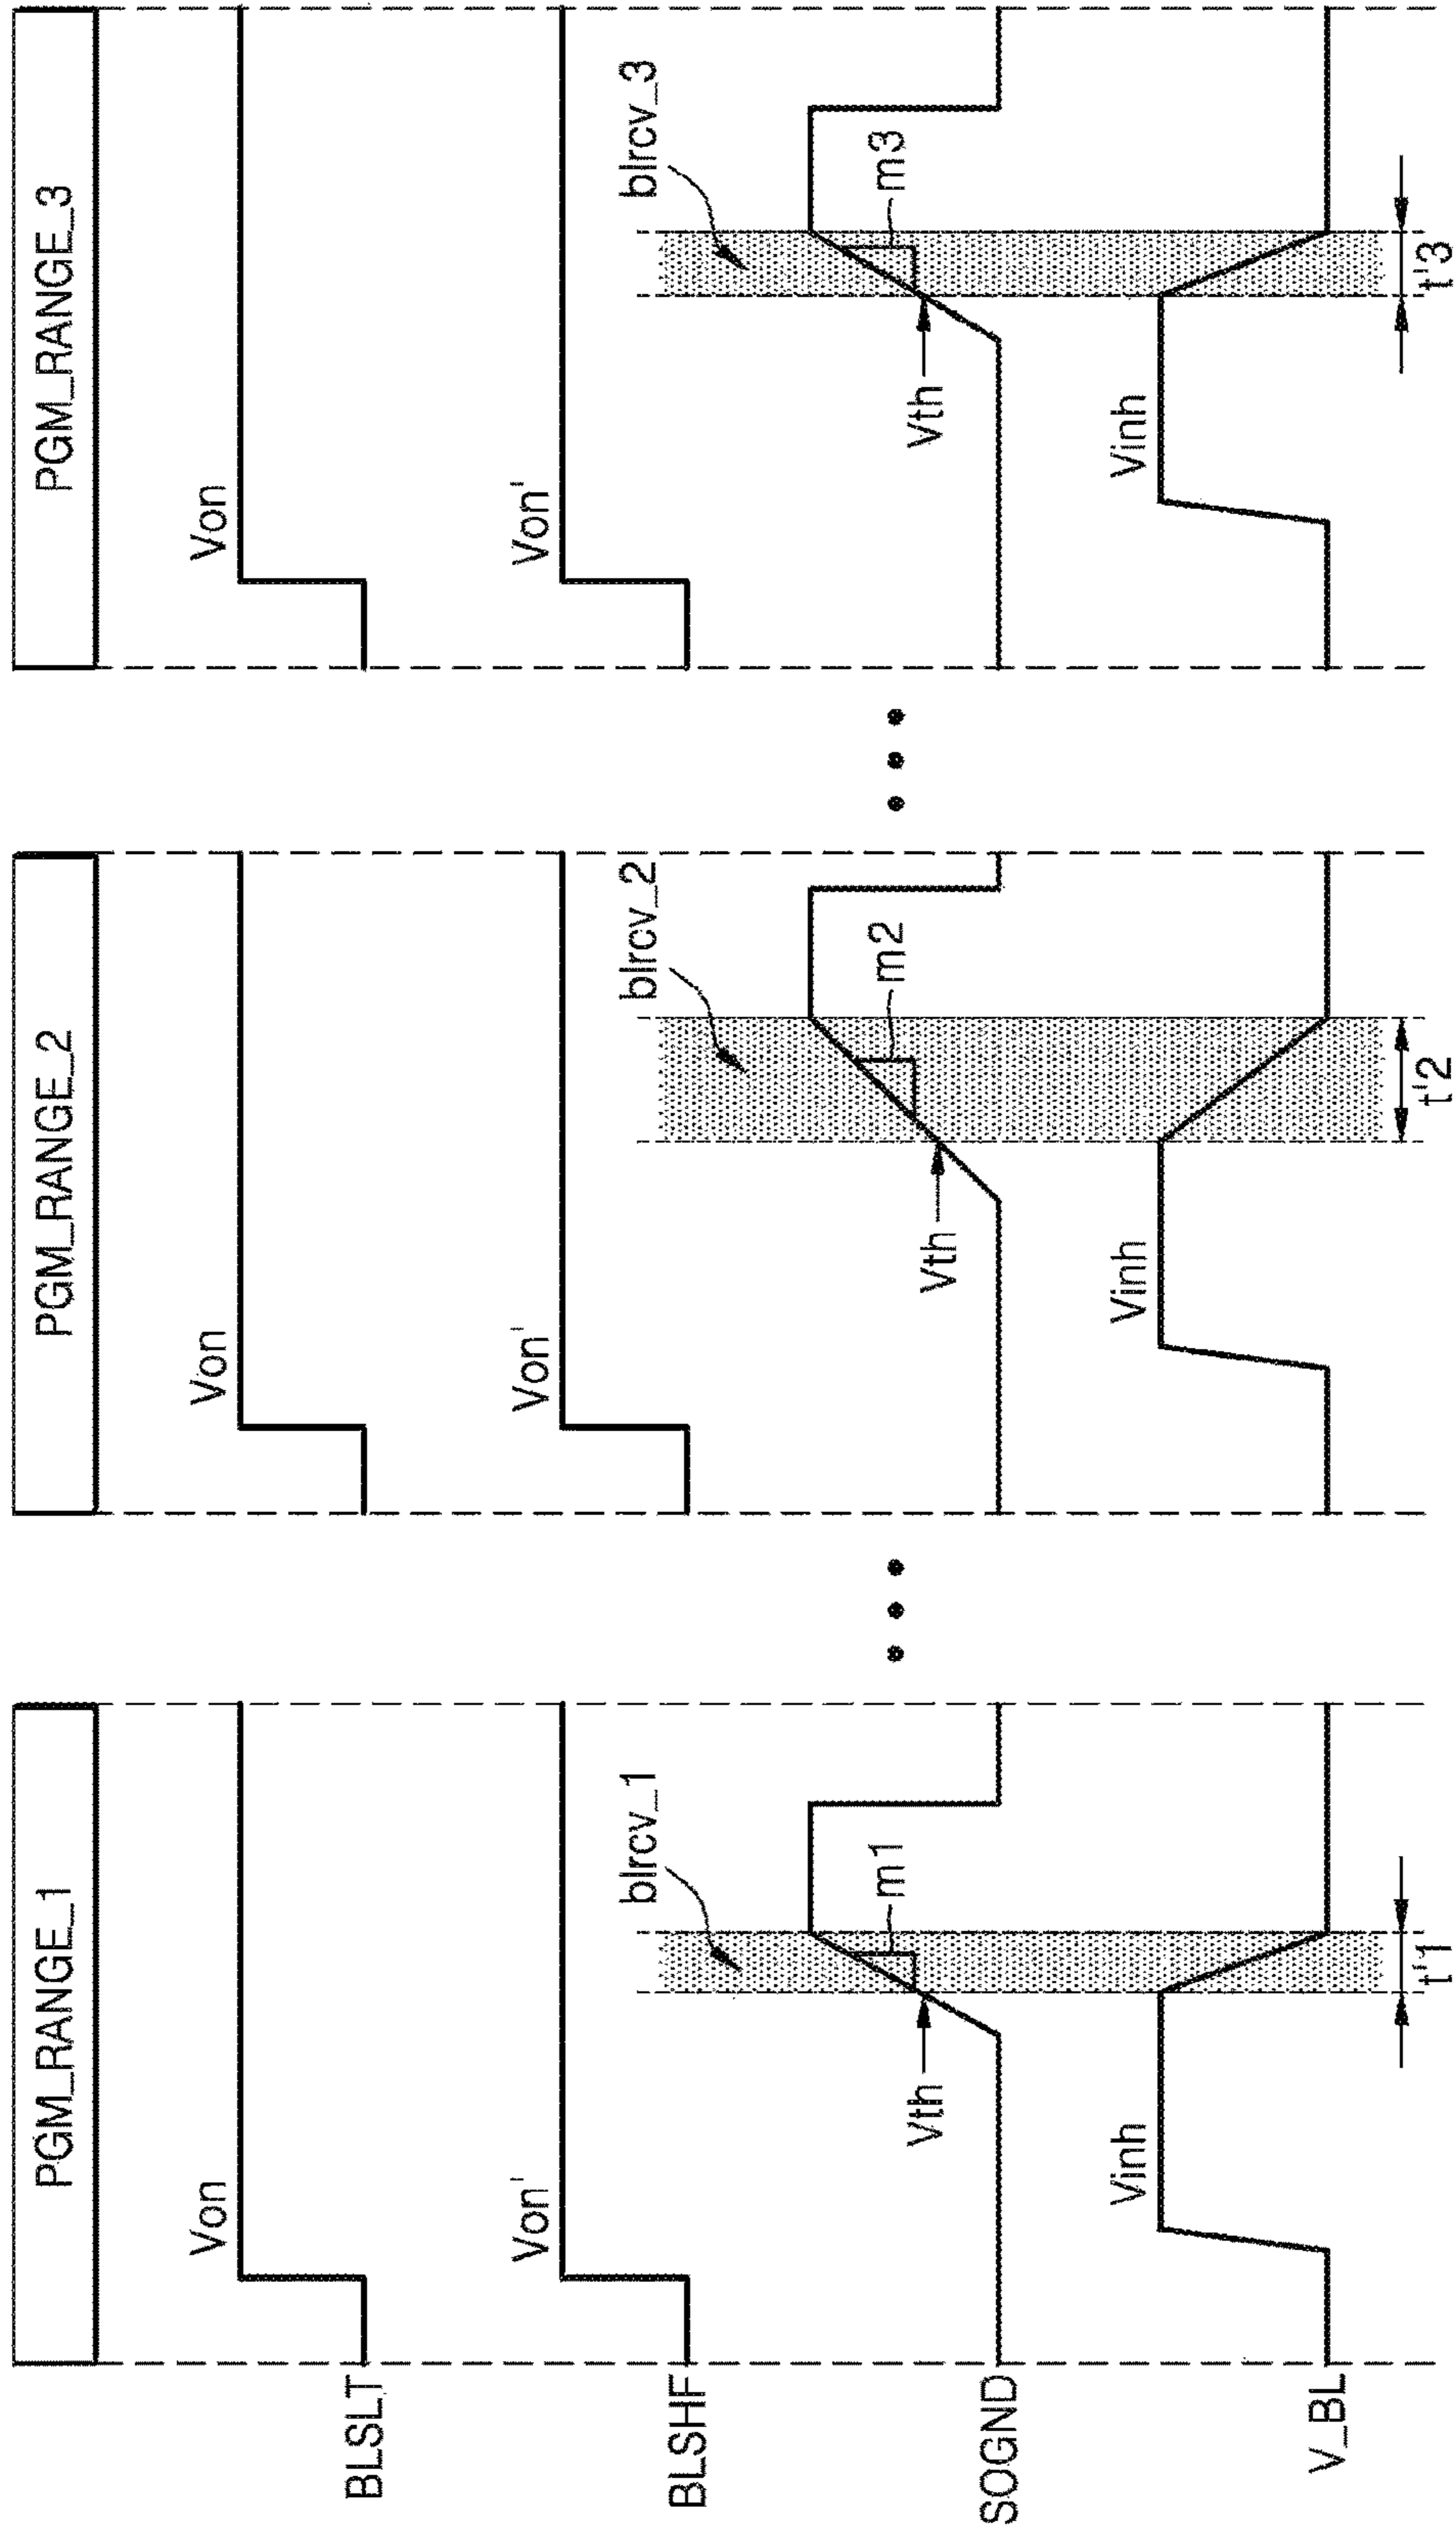 PGM_RANGE_1
PGM_RANGE_2
PGM_RANGE_3
BLSLT
Von
Von
Von
BLSHF
Von'
Von'
Von'
blrcv_1
blrcv_2
blrcv_3
SOGND
Vth
m1
Vth
m2
Vth
m3
V_BL
Vinh
Vinh
Vinh
t'1
t'2
t'3